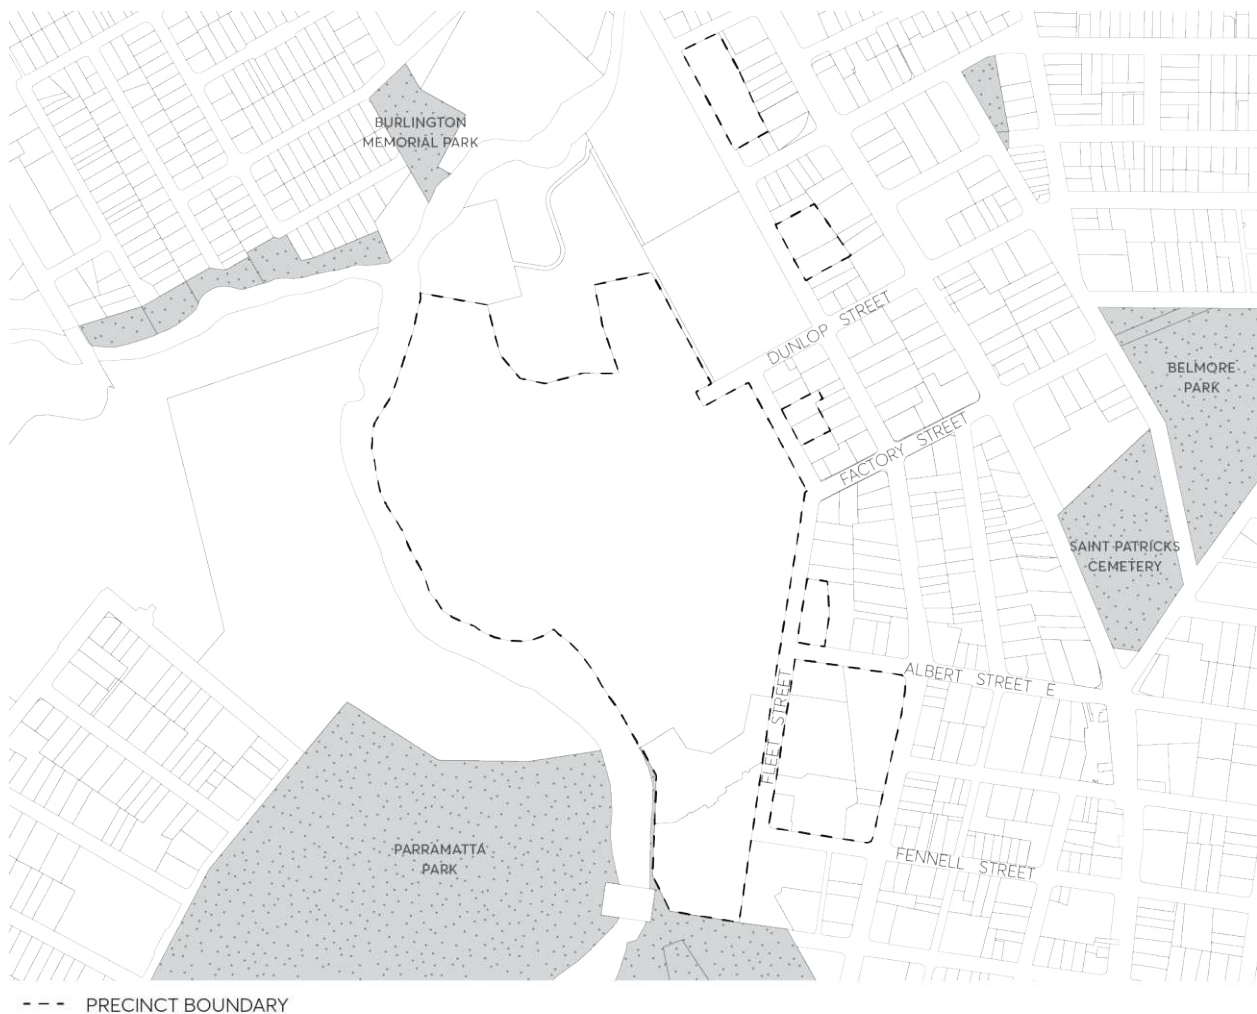 BURLINGTON
MEMORIAL PARK
DUNLOP STREET
BELMORE
PARK
FACTORY STREET
SAINT PATRICKS
CEMETERY
ALBERT STREET E
FLEET STREET
PARRAMATTA
PARK
FENNELL STREET
PRECINCT BOUNDARY